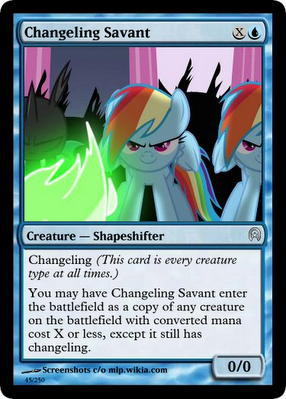 Changeling Savant X
Creature — Shapeshifter
Changeling (This card is every creature
type at all times.)
You may have Changeling Savant enter
the battlefield as a copy of any creature
on the battlefield with converted mana
cost X or less, except it still has
changeling.
0/0
Screenshots c/o mlp.wikia.com
45/250